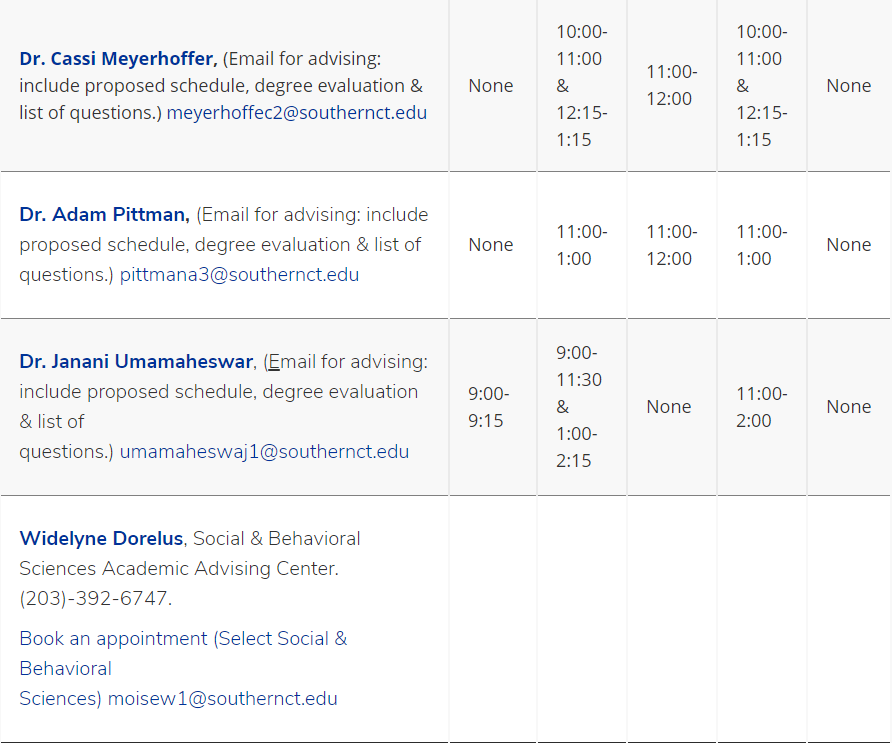 Dr. Cassi Meyerhoffer, (Email for advising:
include proposed schedule, degree evaluation &
list of questions.) meyerhoffec2@southernct.edu
None
10:00-
11:00
&
12:15-
1:15
11:00-
12:00
10:00-
11:00
&
12:15-
1:15
None
Dr. Adam Pittman, (Email for advising: include
proposed schedule, degree evaluation & list of
questions.) pittmana3@southernct.edu
None
11:00-
1:00
11:00-
12:00
11:00-
1:00
None
Dr. Janani Umamaheswar, (Email for advising:
include proposed schedule, degree evaluation
& list of
questions.) umamaheswaj1@southernct.edu
9:00-
9:15
9:00-
11:30
&
1:00-
2:15
None
11:00-
2:00
None
Widelyne Dorelus, Social & Behavioral
Sciences Academic Advising Center.
(203)-392-6747.
Book an appointment (Select Social &
Behavioral
Sciences) moisew1@southernct.edu